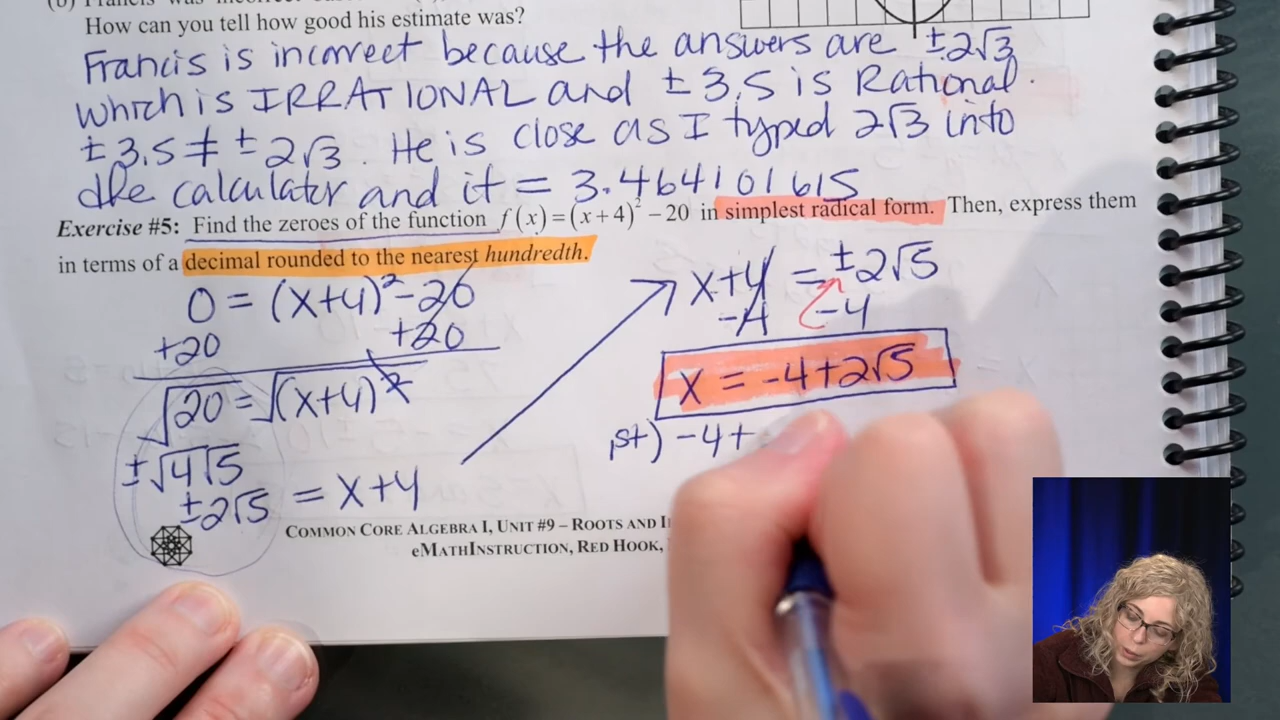 How can you tell how good his estimate was?
Francis is incorrect because the answers are ±2√3
which is IRRATIONAL and ±3.5 is Rational.
±3.5≠±2√3. He is close as I typed 2√3 into
the calculator and it = 3.464101615
Exercise #5: Find the zeroes of the function f(x)=(x+4)²−20 in simplest radical form. Then, express them
in terms of a decimal rounded to the nearest hundredth.
0 = (x+4)²-20
+20 +20
√20 = √(x+4)²
±√4√5
±2√5 = x+4
x+4 = ±2√5
-4 -4
x = -4+2√5
1st) -4+
COMMON CORE ALGEBRA I, UNIT #9 – ROOTS AND
eMATHINSTRUCTION, RED HOOK,